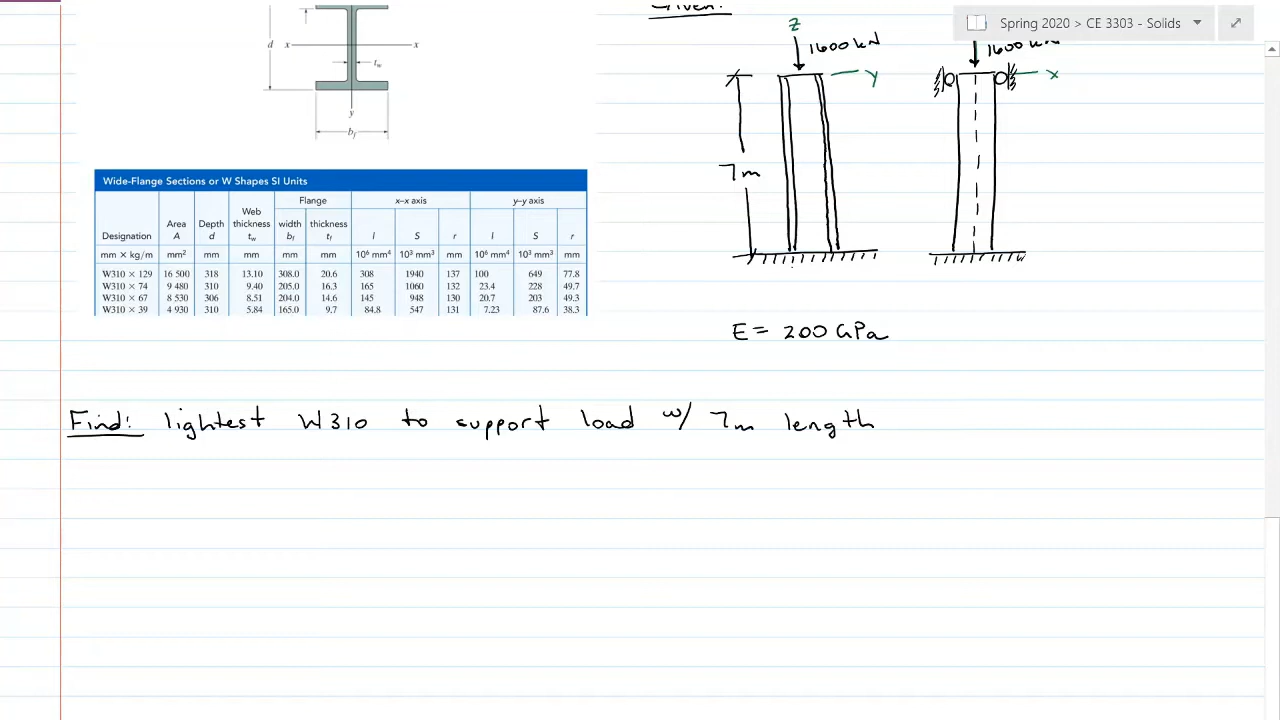 Given:
Spring 2020 > CE 3303 - Solids
d
x
x
tw
y
bf
z
1600 kN
y
7m
1600 kN
x
Wide-Flange Sections or W Shapes SI Units
Flange
x–x axis
y–y axis
Designation Area A Depth d Web thickness tw width bf thickness tf I S r I S r
mm × kg/m mm² mm mm mm mm 10⁶ mm⁴ 10³ mm³ mm 10⁶ mm⁴ 10³ mm³ mm
W310 × 129 16 500 318 13.10 308.0 20.6 308 1940 137 100 649 77.8
W310 × 74 9 480 310 9.40 205.0 16.3 165 1060 132 23.4 228 49.7
W310 × 67 8 530 306 8.51 204.0 14.6 145 948 130 20.7 203 49.3
W310 × 39 4 930 310 5.84 165.0 9.7 84.8 547 131 7.23 87.6 38.3
E = 200 GPa
Find: lightest W310 to support load w/ 7m length